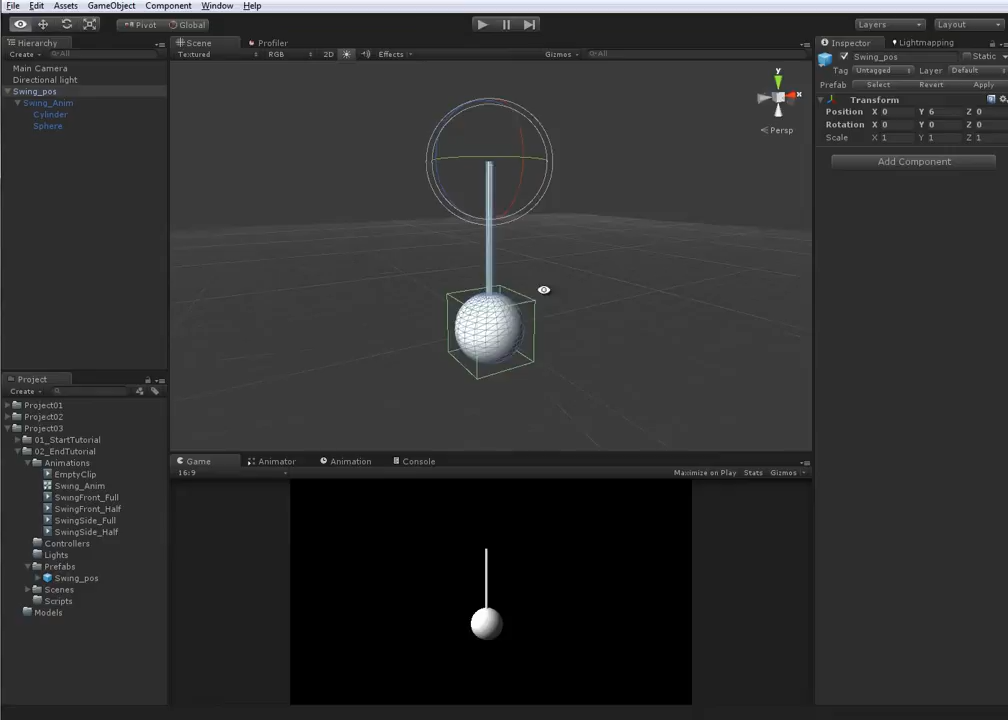 File Edit Assets GameObject Component Window Help
Pivot Global Layers Layout
Hierarchy Scene Profiler Inspector Lightmapping
Create All Textured RGB 2D Effects Gizmos All
Swing_pos Static
Tag Untagged Layer Default
Prefab Select Revert Apply
Transform
Position X 0 Y 6 Z 0
Rotation X 0 Y 0 Z 0
Scale X 1 Y 1 Z 1
Add Component
Main Camera
Directional light
Swing_pos
Swing_Anim
Cylinder
Sphere
y
x
Persp
Project
Create
Project01
Project02
Project03
01_StartTutorial
02_EndTutorial
Animations
EmptyClip
Swing_Anim
SwingFront_Full
SwingFront_Half
SwingSide_Full
SwingSide_Half
Controllers
Lights
Prefabs
Swing_pos
Scenes
Scripts
Models
Game Animator Animation Console
16:9 Maximize on Play Stats Gizmos